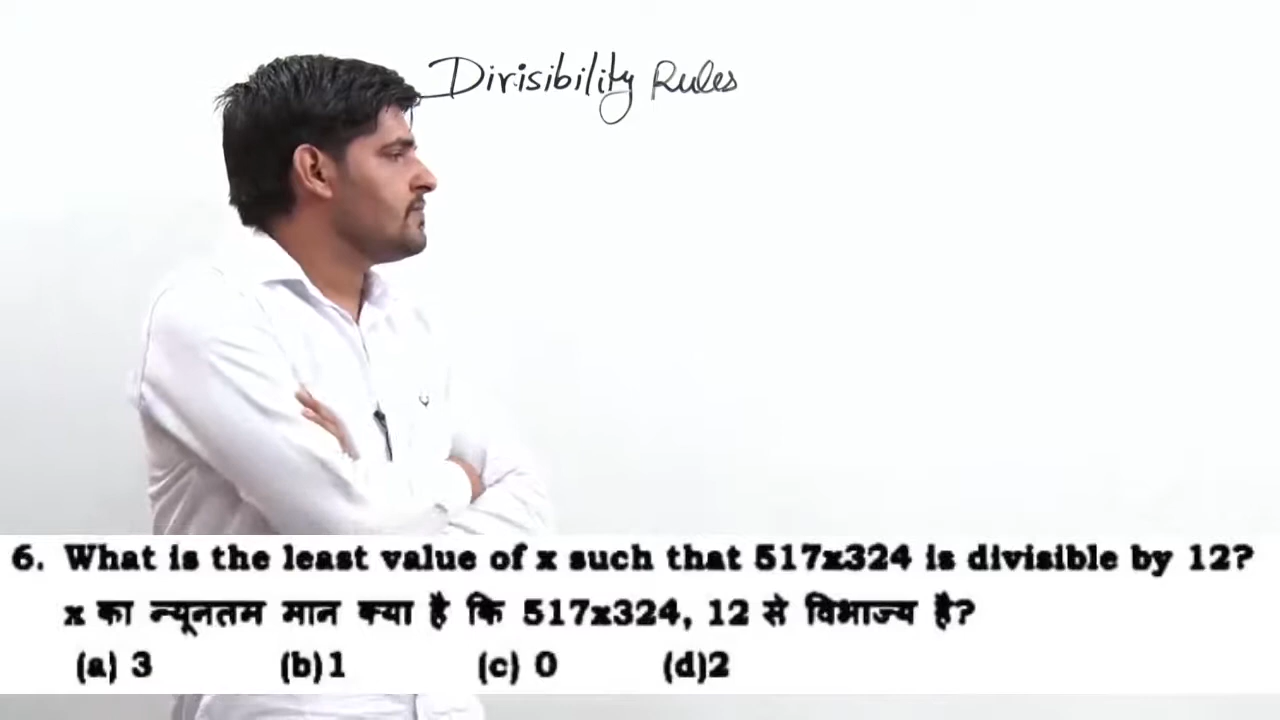 Divisibility Rules
6. What is the least value of x such that 517x324 is divisible by 12?
x का न्यूनतम मान क्या है कि 517x324, 12 से विभाज्य है?
(a) 3 (b) 1 (c) 0 (d) 2